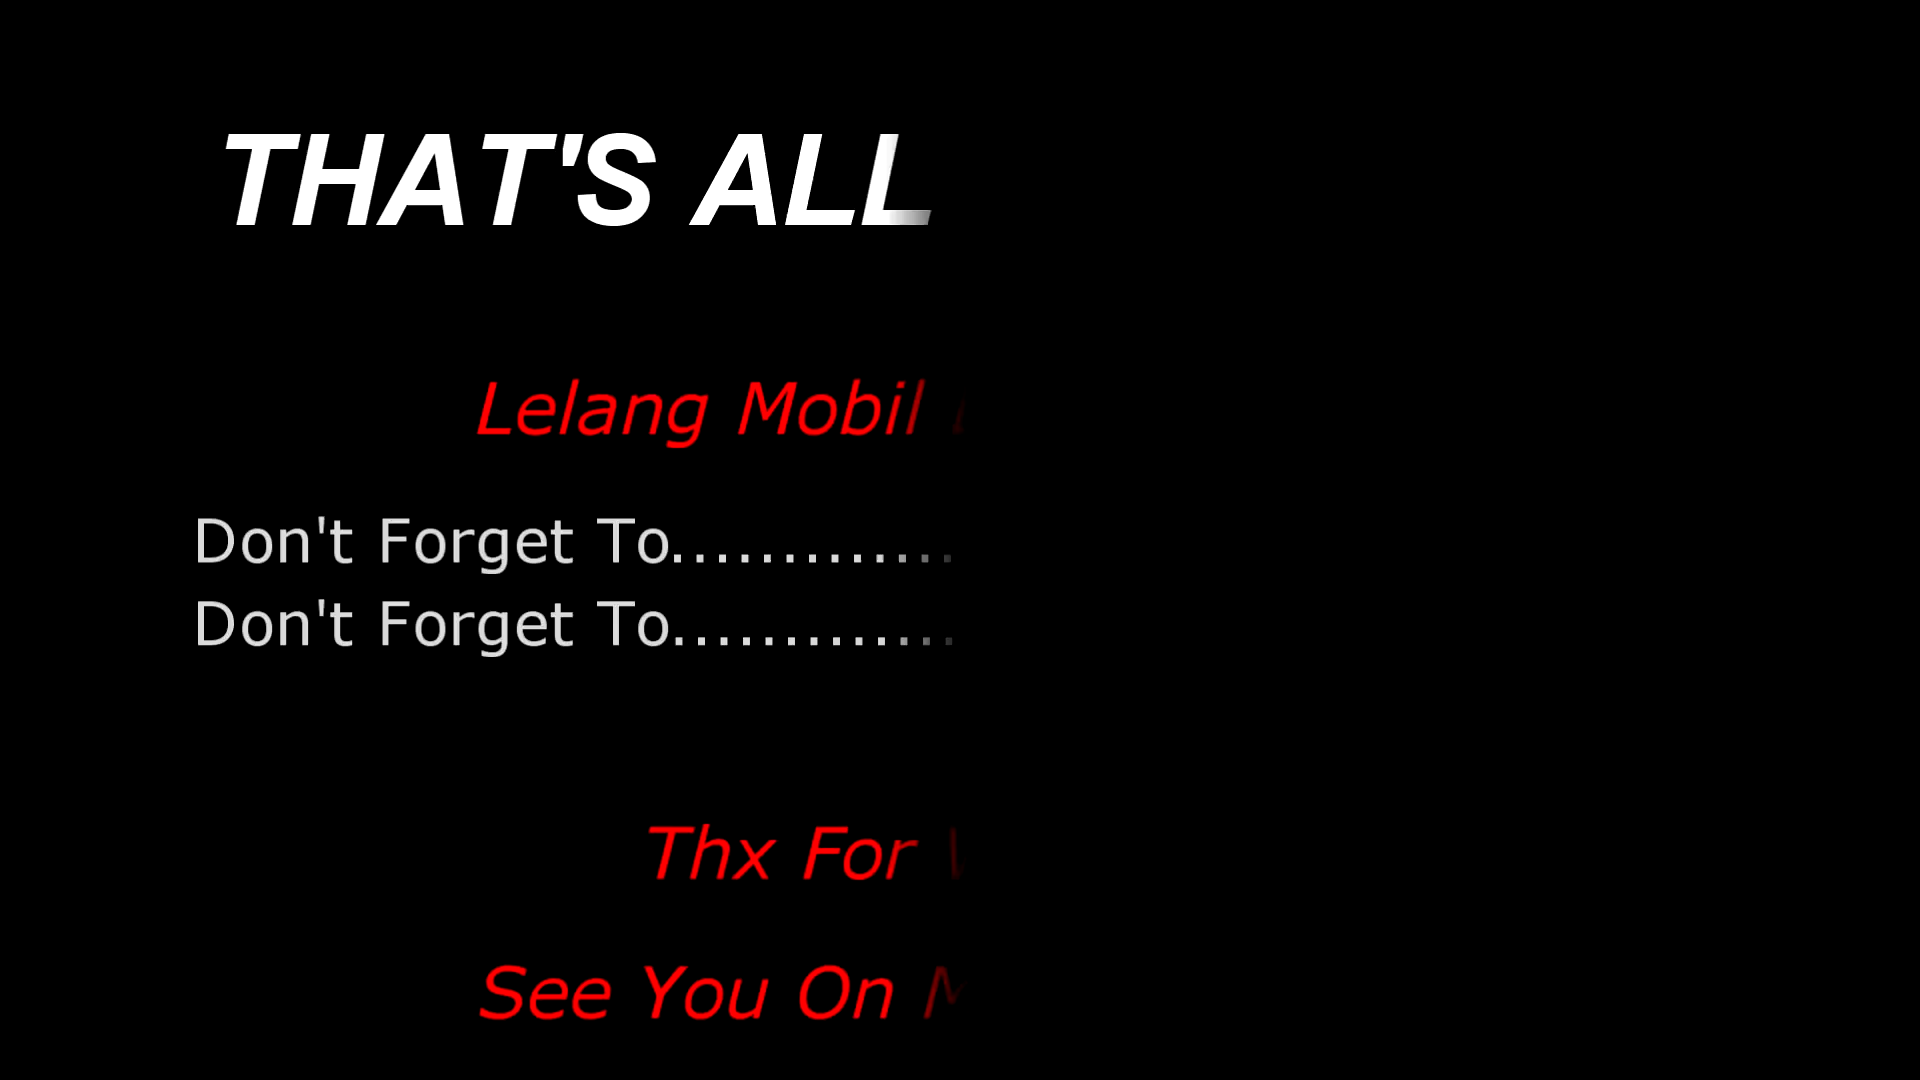 THAT'S ALL
Lelang Mobil
Don't Forget To.............
Don't Forget To.............
Thx For
See You On